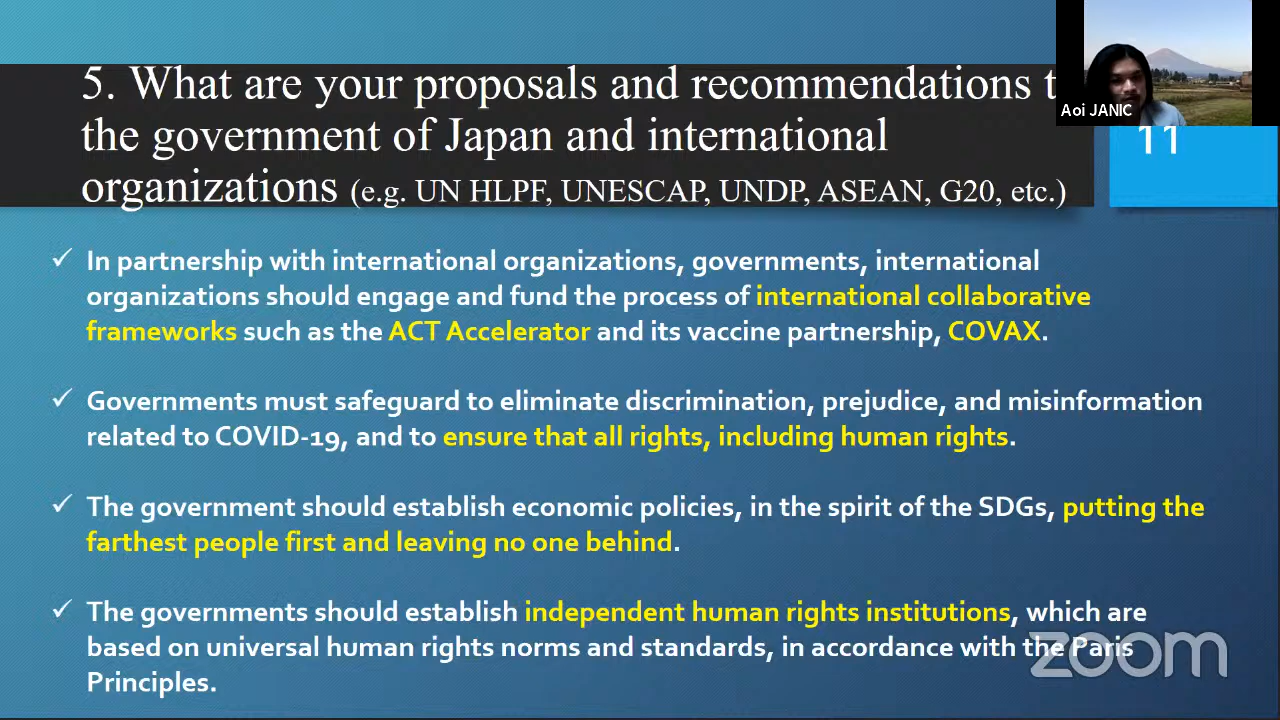 5. What are your proposals and recommendations t
the government of Japan and international
organizations (e.g. UN HLPF, UNESCAP, UNDP, ASEAN, G20, etc.)
Aoi JANIC
11
✓ In partnership with international organizations, governments, international
organizations should engage and fund the process of international collaborative
frameworks such as the ACT Accelerator and its vaccine partnership, COVAX.
✓ Governments must safeguard to eliminate discrimination, prejudice, and misinformation
related to COVID-19, and to ensure that all rights, including human rights.
✓ The government should establish economic policies, in the spirit of the SDGs, putting the
farthest people first and leaving no one behind.
✓ The governments should establish independent human rights institutions, which are
based on universal human rights norms and standards, in accordance with the Paris
Principles.
zoom